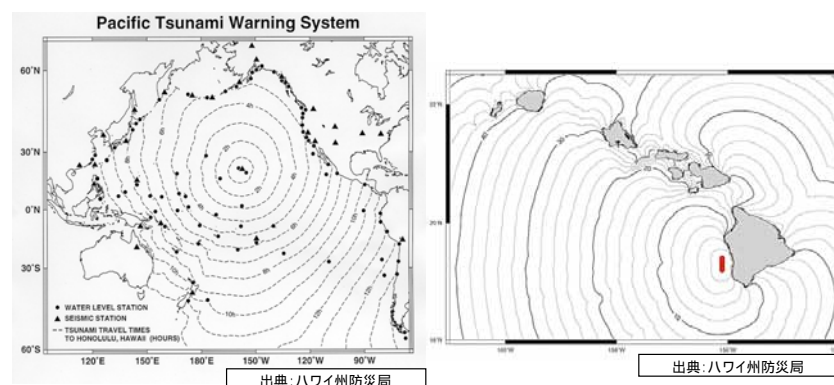 Pacific Tsunami Warning System
60°N
30°N
0°N
30°S
60°S
120°E
150°E
180°E
150°W
120°W
90°W
● WATER LEVEL STATION
▲ SEISMIC STATION
--- TSUNAMI TRAVEL TIMES
TO HONOLULU, HAWAII (HOURS)
出典：ハワイ州防災局
出典：ハワイ州防災局